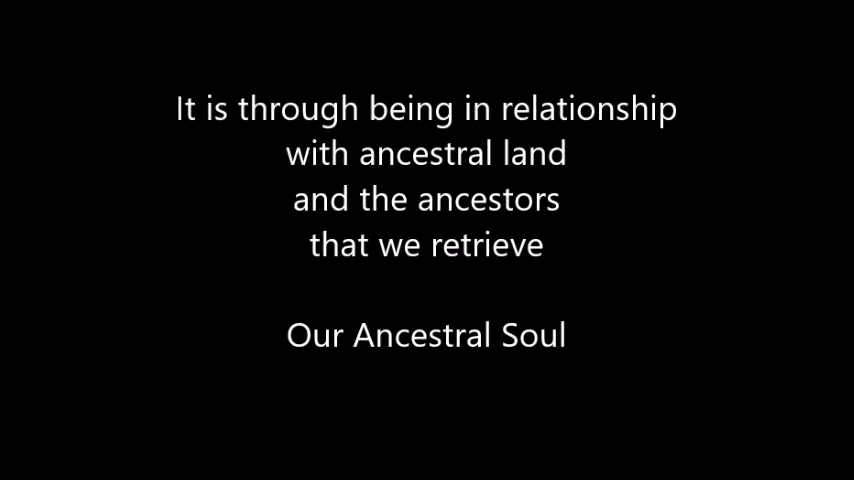 It is through being in relationship
with ancestral land
and the ancestors
that we retrieve
Our Ancestral Soul